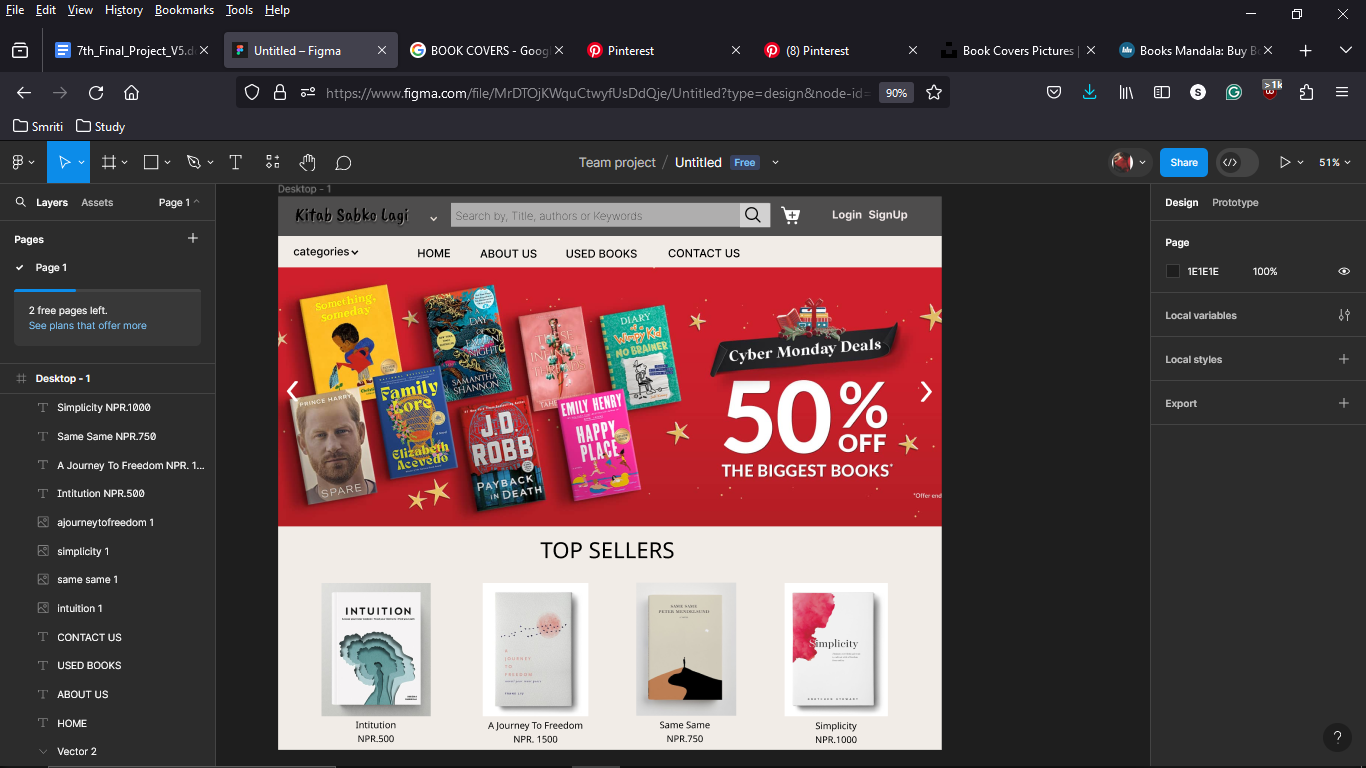 File Edit View History Bookmarks Tools Help
7th_Final_Project_V5.d
Untitled – Figma
BOOK COVERS - Goog
Pinterest
(8) Pinterest
Book Covers Pictures |
Books Mandala: Buy B
https://www.figma.com/file/MrDTOjKWquCtwyfUsDdQje/Untitled?type=design&node-id=
90%
>1k
Smriti
Study
Team project / Untitled Free
Share
51%
Layers Assets Page 1
Pages
Page 1
2 free pages left.
See plans that offer more
Desktop - 1
Simplicity NPR.1000
Same Same NPR.750
A Journey To Freedom NPR. 1...
Intitution NPR.500
ajourneytofreedom 1
simplicity 1
same same 1
intuition 1
CONTACT US
USED BOOKS
ABOUT US
HOME
Vector 2
Desktop - 1
Kitab Sabko Lagi
Search by, Title, authors or Keywords
Login SignUp
categories
HOME
ABOUT US
USED BOOKS
CONTACT US
Something, someday
A DAY OF FALLEN NIGHT
SAMANTHA SHANNON
THESE INFINITE THREADS
DIARY of a Wimpy Kid
NO BRAINER
PRINCE HARRY
SPARE
Family Lore
Elizabeth Acevedo
J.D. ROBB
PAYBACK IN DEATH
EMILY HENRY
HAPPY PLACE
Cyber Monday Deals
50% OFF
THE BIGGEST BOOKS*
*Offer end
TOP SELLERS
INTUITION
A JOURNEY TO FREEDOM
SAME SAME
PETER MENDELSUND
Simplicity
Intitution
NPR.500
A Journey To Freedom
NPR. 1500
Same Same
NPR.750
Simplicity
NPR.1000
Design Prototype
Page
1E1E1E 100%
Local variables
Local styles
Export
?